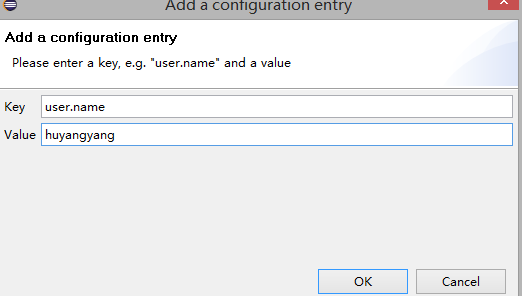 Add a configuration entry
Add a configuration entry
Please enter a key, e.g. "user.name" and a value
Key user.name
Value huyangyang
OK Cancel